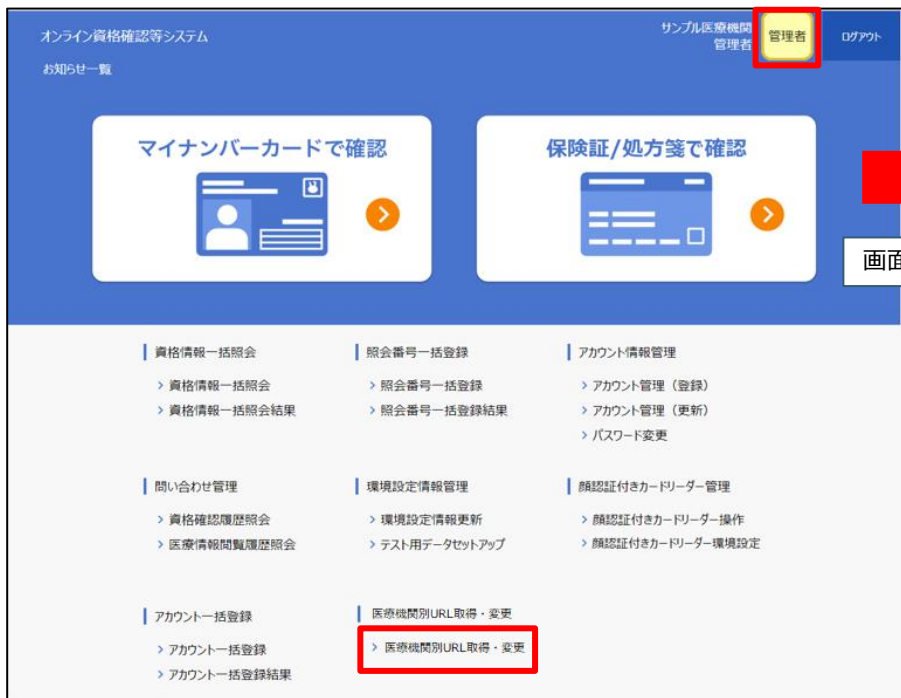 オンライン資格確認等システム
サンプル医療機関
管理者
管理者
ログアウト
お知らせ一覧
マイナンバーカードで確認
保険証/処方箋で確認
画面
資格情報一括照会
資格情報一括照会
資格情報一括照会結果
照会番号一括登録
照会番号一括登録
照会番号一括登録結果
アカウント情報管理
アカウント管理（登録）
アカウント管理（更新）
パスワード変更
問い合わせ管理
資格確認履歴照会
医療情報閲覧履歴照会
環境設定情報管理
環境設定情報更新
テスト用データセットアップ
顔認証付きカードリーダー管理
顔認証付きカードリーダー操作
顔認証付きカードリーダー環境設定
アカウント一括登録
アカウント一括登録
アカウント一括登録結果
医療機関別URL取得・変更
医療機関別URL取得・変更